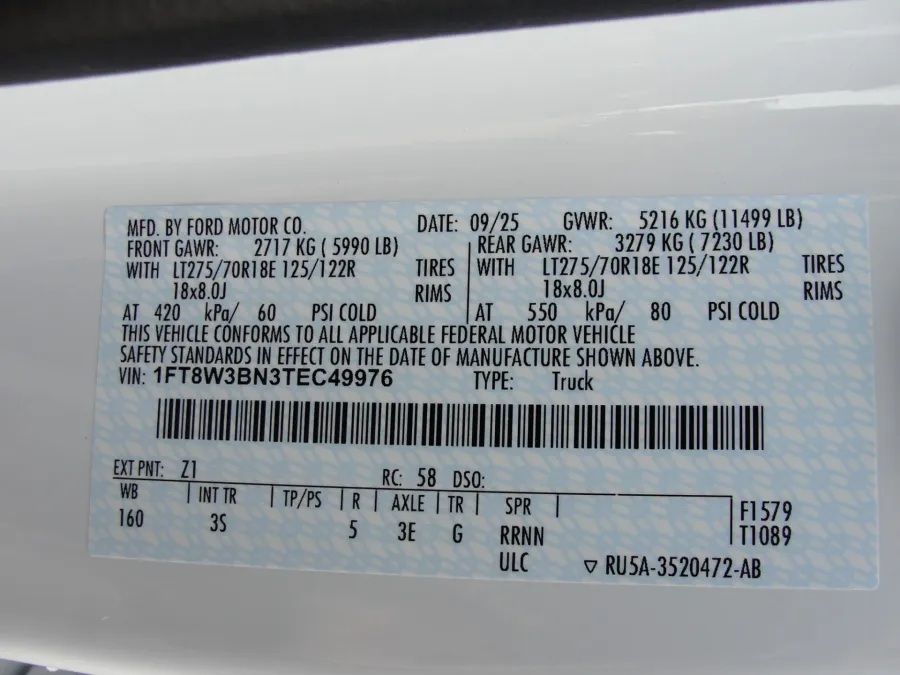 MFD. BY FORD MOTOR CO. DATE: 09/25 GVWR: 5216 KG (11499 LB)
FRONT GAWR: 2717 KG ( 5990 LB) REAR GAWR: 3279 KG ( 7230 LB)
WITH LT275/70R18E 125/122R TIRES WITH LT275/70R18E 125/122R TIRES
18x8.0J RIMS 18x8.0J RIMS
AT 420 kPa/ 60 PSI COLD AT 550 kPa/ 80 PSI COLD
THIS VEHICLE CONFORMS TO ALL APPLICABLE FEDERAL MOTOR VEHICLE
SAFETY STANDARDS IN EFFECT ON THE DATE OF MANUFACTURE SHOWN ABOVE.
VIN: 1FT8W3BN3TEC49976 TYPE: Truck
EXT PNT: Z1 RC: 58 DSO:
WB INT TR TP/PS R AXLE TR SPR F1579
160 3S 5 3E G RRNN T1089
ULC ▽ RU5A-3520472-AB